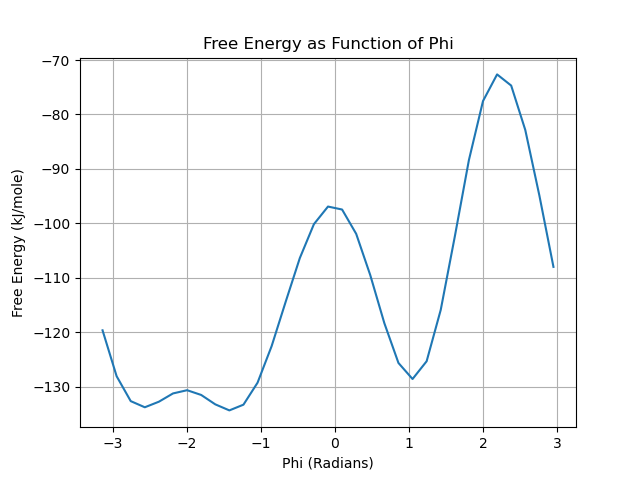 Free Energy as Function of Phi
Free Energy (kJ/mole)
−70
−80
−90
−100
−110
−120
−130
−3 −2 −1 0 1 2 3
Phi (Radians)